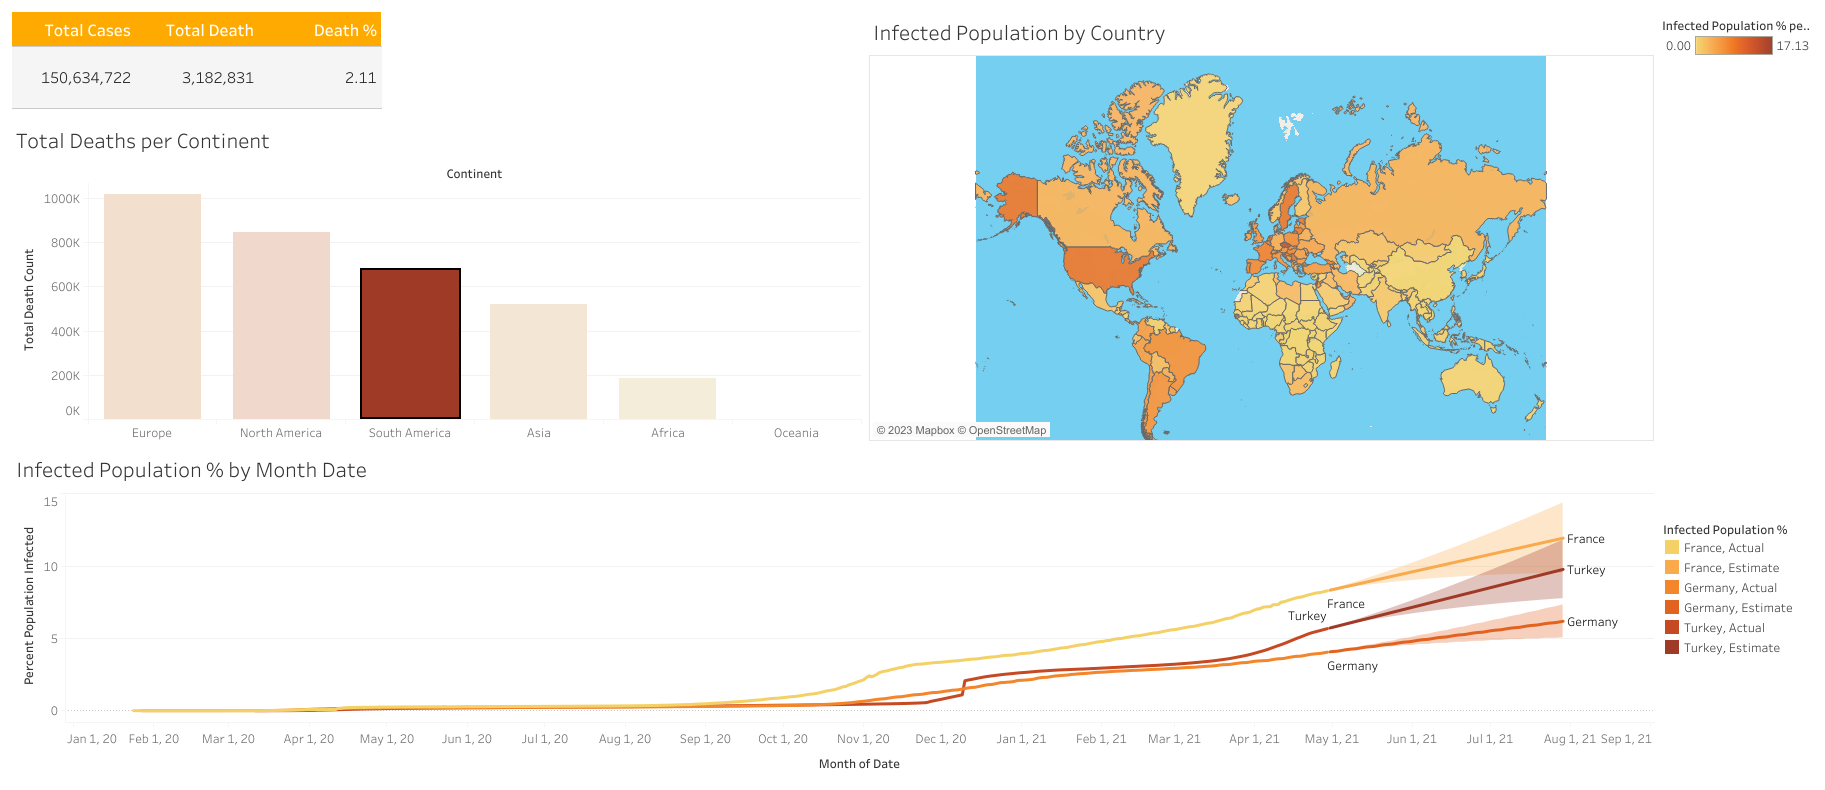 Total Cases Total Death Death %
150,634,722 3,182,831 2.11
Infected Population by Country
Infected Population % pe..
0.00 17.13
© 2023 Mapbox © OpenStreetMap
Total Deaths per Continent
Continent
Total Death Count
1000K
800K
600K
400K
200K
0K
Europe North America South America Asia Africa Oceania
Infected Population % by Month Date
Percent Population Infected
15
10
5
0
France
Turkey
Germany
France
Turkey
Germany
Jan 1, 20 Feb 1, 20 Mar 1, 20 Apr 1, 20 May 1, 20 Jun 1, 20 Jul 1, 20 Aug 1, 20 Sep 1, 20 Oct 1, 20 Nov 1, 20 Dec 1, 20 Jan 1, 21 Feb 1, 21 Mar 1, 21 Apr 1, 21 May 1, 21 Jun 1, 21 Jul 1, 21 Aug 1, 21 Sep 1, 21
Month of Date
Infected Population %
France, Actual
France, Estimate
Germany, Actual
Germany, Estimate
Turkey, Actual
Turkey, Estimate